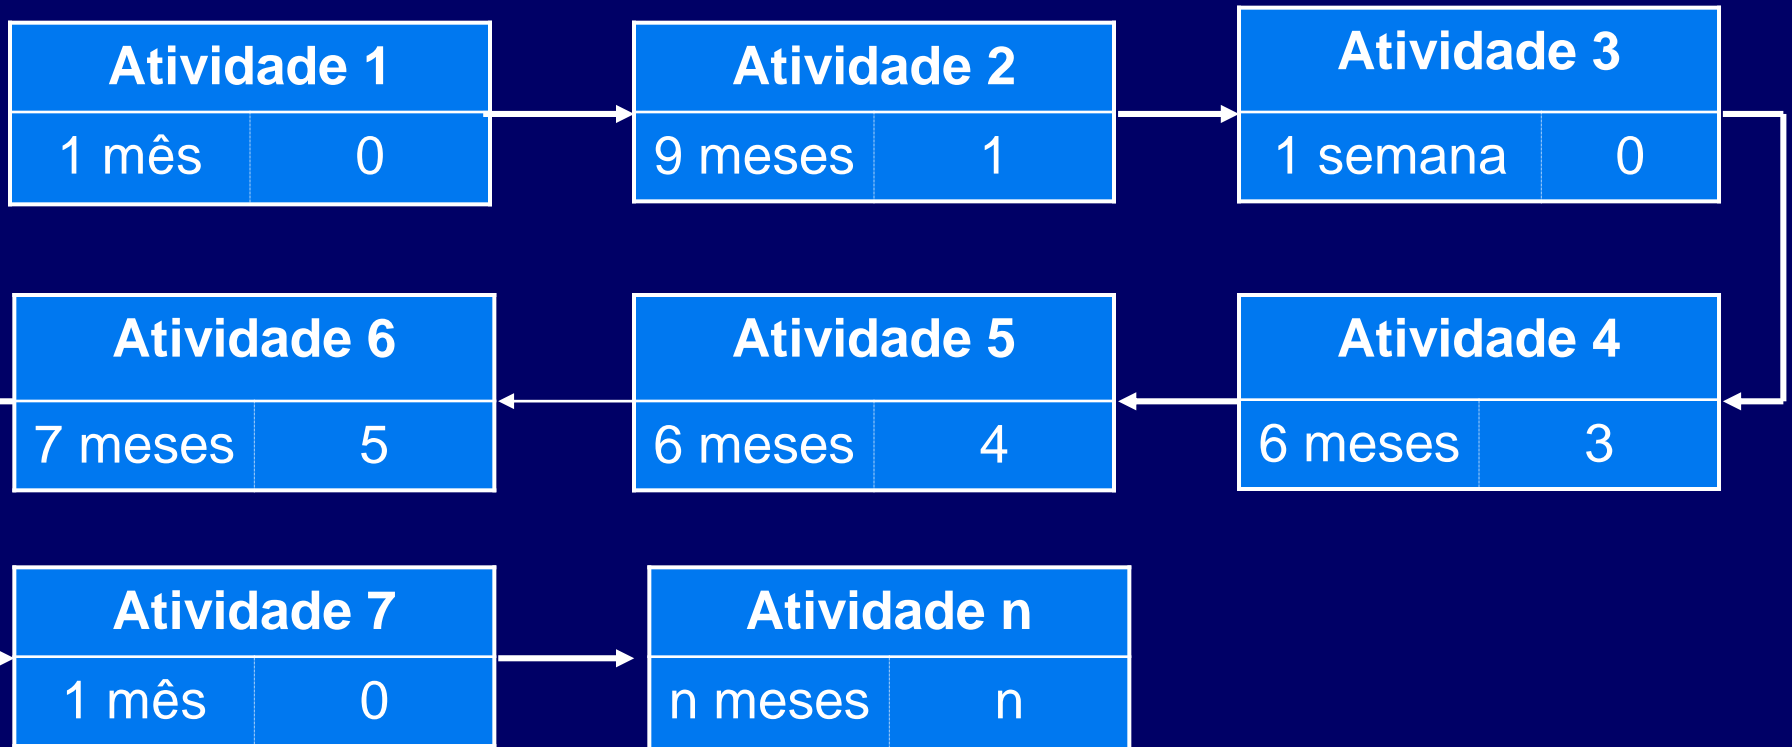 Atividade 1
1 mês 0
Atividade 2
9 meses 1
Atividade 3
1 semana 0
Atividade 4
6 meses 3
Atividade 5
6 meses 4
Atividade 6
7 meses 5
Atividade 7
1 mês 0
Atividade n
n meses n